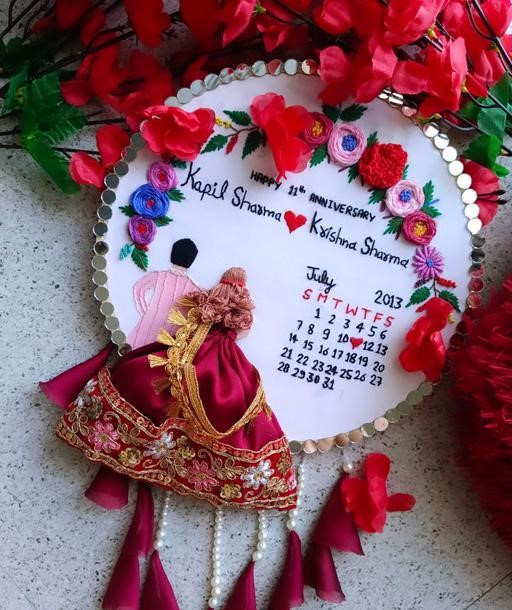 HAPPY 11th ANNIVERSARY
Kapil Sharma ❤ Krishna Sharma
July 2013
S M T W T F S
1 2 3 4 5 6
7 8 9 10 ❤ 12 13
14 15 16 17 18 19 20
21 22 23 24 25 26 27
28 29 30 31